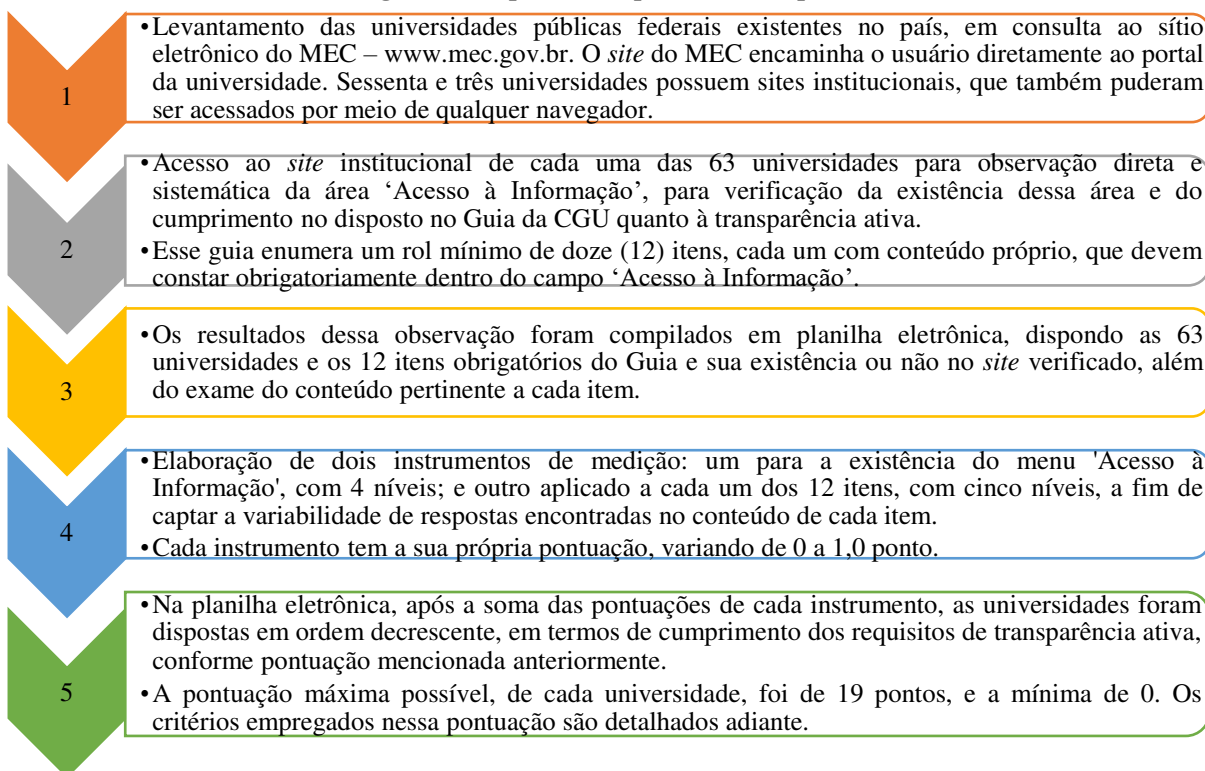 •Levantamento das universidades públicas federais existentes no país, em consulta ao sítio
eletrônico do MEC – www.mec.gov.br. O site do MEC encaminha o usuário diretamente ao portal
da universidade. Sessenta e três universidades possuem sites institucionais, que também puderam
ser acessados por meio de qualquer navegador.
1
•Acesso ao site institucional de cada uma das 63 universidades para observação direta e
sistemática da área ‘Acesso à Informação’, para verificação da existência dessa área e do
cumprimento no disposto no Guia da CGU quanto à transparência ativa.
2
•Esse guia enumera um rol mínimo de doze (12) itens, cada um com conteúdo próprio, que devem
constar obrigatoriamente dentro do campo ‘Acesso à Informação’.
•Os resultados dessa observação foram compilados em planilha eletrônica, dispondo as 63
universidades e os 12 itens obrigatórios do Guia e sua existência ou não no site verificado, além
do exame do conteúdo pertinente a cada item.
3
•Elaboração de dois instrumentos de medição: um para a existência do menu 'Acesso à
Informação', com 4 níveis; e outro aplicado a cada um dos 12 itens, com cinco níveis, a fim de
captar a variabilidade de respostas encontradas no conteúdo de cada item.
4
•Cada instrumento tem a sua própria pontuação, variando de 0 a 1,0 ponto.
•Na planilha eletrônica, após a soma das pontuações de cada instrumento, as universidades foram
dispostas em ordem decrescente, em termos de cumprimento dos requisitos de transparência ativa,
conforme pontuação mencionada anteriormente.
5
•A pontuação máxima possível, de cada universidade, foi de 19 pontos, e a mínima de 0. Os
critérios empregados nessa pontuação são detalhados adiante.